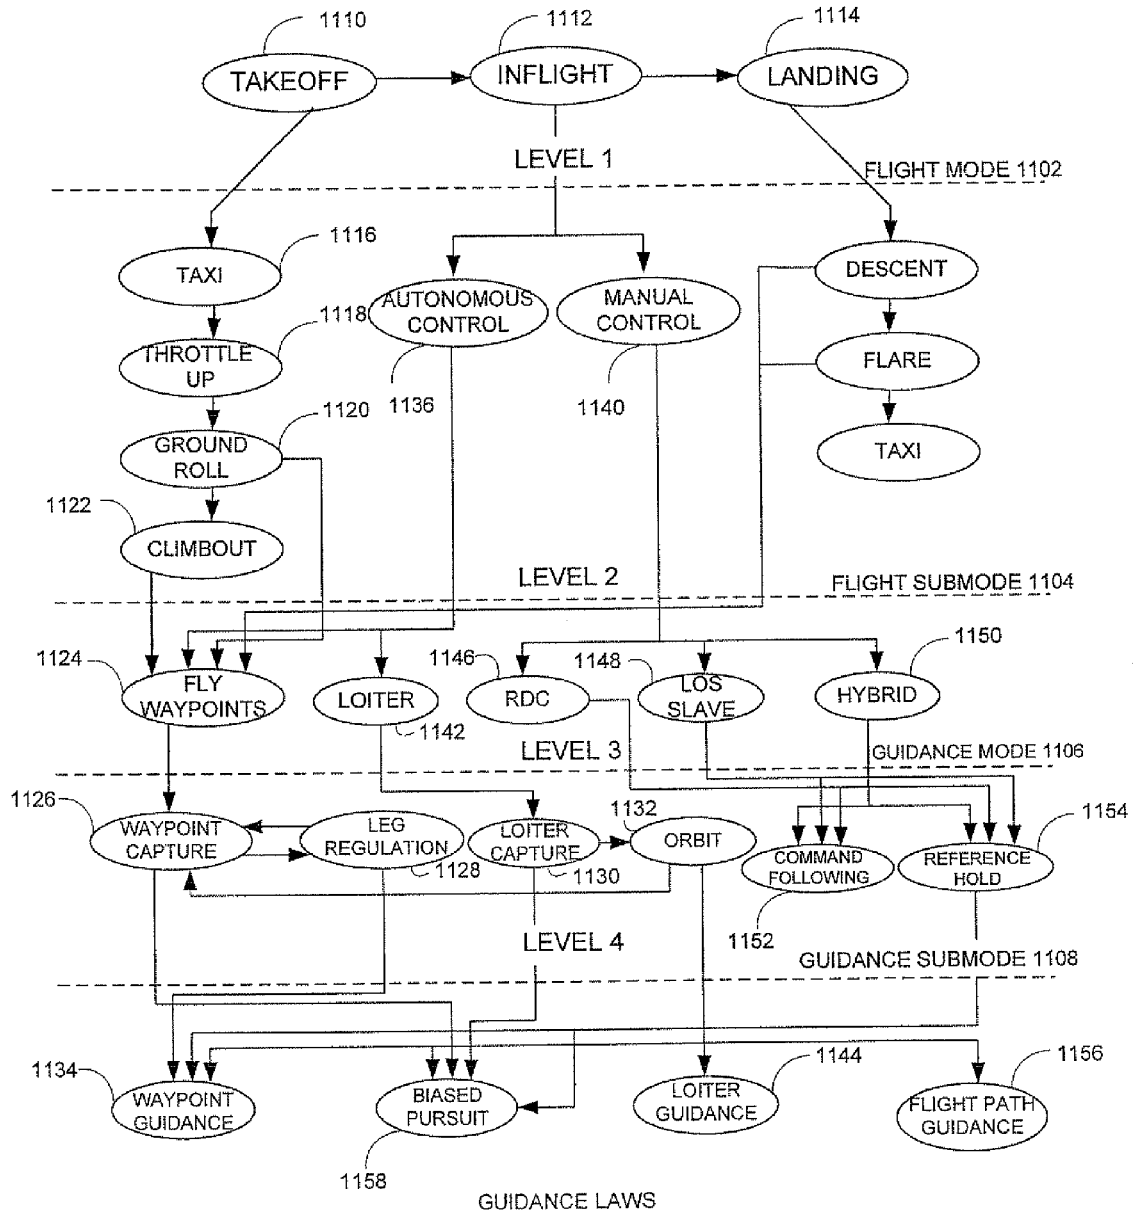 1110
1112
1114
TAKEOFF
INFLIGHT
LANDING
LEVEL 1
FLIGHT MODE 1102
1116
TAXI
AUTONOMOUS
CONTROL
MANUAL
CONTROL
DESCENT
1118
THROTTLE
UP
1136
1140
FLARE
1120
GROUND
ROLL
TAXI
1122
CLIMBOUT
LEVEL 2
FLIGHT SUBMODE 1104
1124
FLY
WAYPOINTS
LOITER
1142
1146
RDC
1148
LOS
SLAVE
1150
HYBRID
LEVEL 3
GUIDANCE MODE 1106
1126
WAYPOINT
CAPTURE
LEG
REGULATION
1128
LOITER
CAPTURE
1130
1132
ORBIT
COMMAND
FOLLOWING
1152
1154
REFERENCE
HOLD
LEVEL 4
GUIDANCE SUBMODE 1108
1134
WAYPOINT
GUIDANCE
BIASED
PURSUIT
1158
1144
LOITER
GUIDANCE
1156
FLIGHT PATH
GUIDANCE
GUIDANCE LAWS